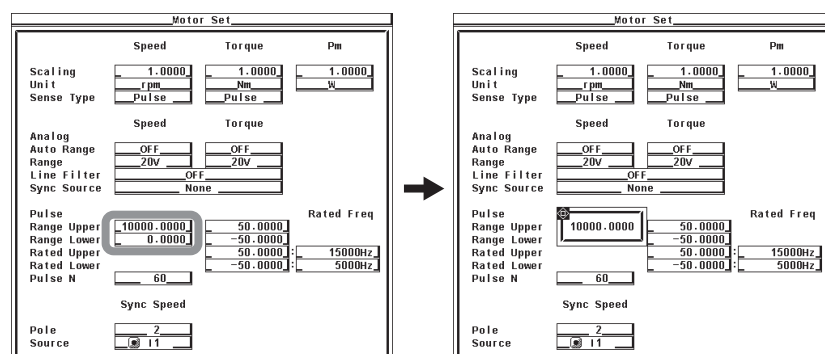 Motor Set
Speed Torque Pm
Scaling 1.0000 1.0000 1.0000
Unit rpm Nm W
Sense Type Pulse Pulse
Speed Torque
Analog
Auto Range OFF OFF
Range 20V 20V
Line Filter OFF
Sync Source None
Pulse Rated Freq
Range Upper 10000.0000 50.0000
Range Lower 0.0000 -50.0000
Rated Upper 50.0000 : 15000Hz
Rated Lower -50.0000 : 5000Hz
Pulse N 60
Sync Speed
Pole 2
Source I1
Motor Set
Speed Torque Pm
Scaling 1.0000 1.0000 1.0000
Unit rpm Nm W
Sense Type Pulse Pulse
Speed Torque
Analog
Auto Range OFF OFF
Range 20V 20V
Line Filter OFF
Sync Source None
Pulse Rated Freq
Range Upper 10000.0000 50.0000
Range Lower -50.0000
Rated Upper 50.0000 : 15000Hz
Rated Lower -50.0000 : 5000Hz
Pulse N 60
Sync Speed
Pole 2
Source I1